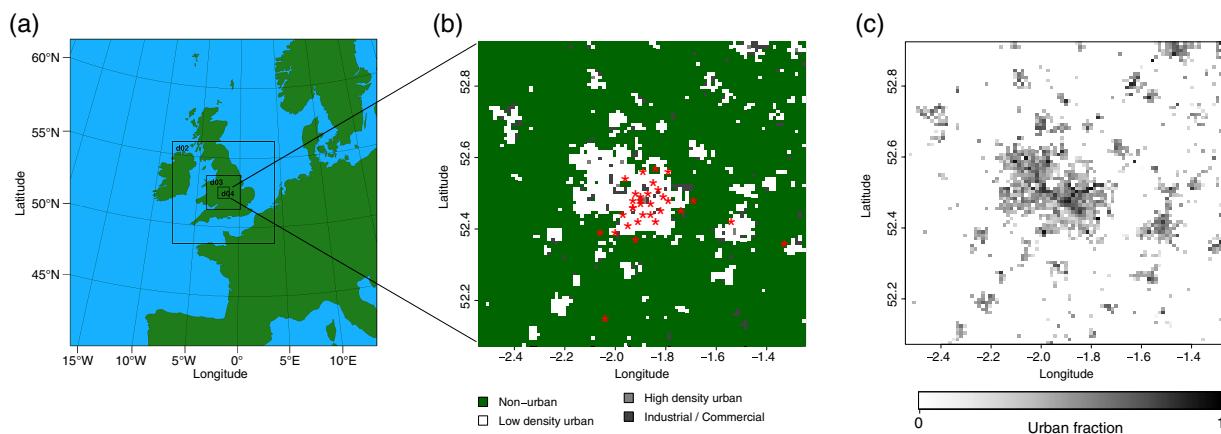 (a)
60°N
55°N
50°N
45°N
Latitude
d02
d03
d04
15°W
10°W
5°W
0°
5°E
10°E
Longitude
(b)
52.8
52.6
52.4
52.2
Latitude
−2.4
−2.2
−2.0
−1.8
−1.6
−1.4
Longitude
Non−urban
Low density urban
High density urban
Industrial / Commercial
(c)
52.8
52.6
52.4
52.2
Latitude
−2.4
−2.2
−2.0
−1.8
−1.6
−1.4
Longitude
0
1
Urban fraction